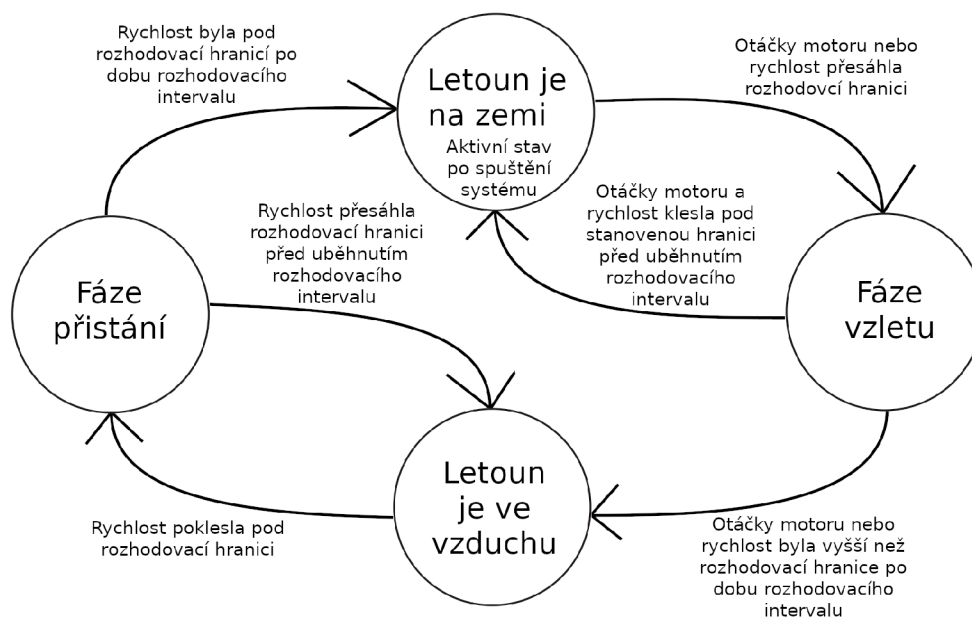 Rychlost byla pod
rozhodovací hranicí po
dobu rozhodovacího
intervalu
Letoun je
na zemi
Aktivní stav
po spuštění
systému
Otáčky motoru nebo
rychlost přesáhla
rozhodovcí hranici
Rychlost přesáhla
rozhodovací hranici
před uběhnutím
rozhodovacího
intervalu
Otáčky motoru a
rychlost klesla pod
stanovenou hranici
před uběhnutím
rozhodovacího
intervalu
Fáze
přistání
Fáze
vzletu
Letoun
je ve
vzduchu
Rychlost poklesla pod
rozhodovací hranici
Otáčky motoru nebo
rychlost byla vyšší než
rozhodovací hranice po
dobu rozhodovacího
intervalu